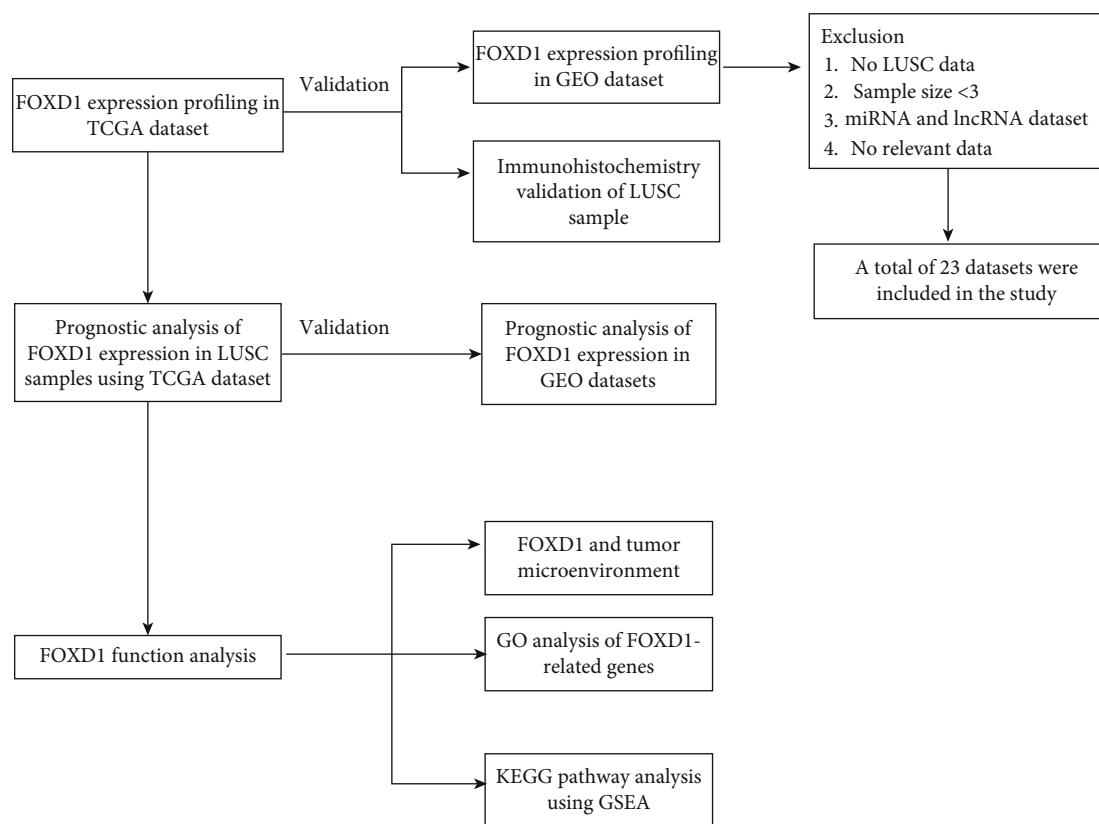 FOXD1 expression profiling in
TCGA dataset
Validation
FOXD1 expression profiling
in GEO dataset
Immunohistochemistry
validation of LUSC
sample
Exclusion
1. No LUSC data
2. Sample size <3
3. miRNA and lncRNA dataset
4. No relevant data
A total of 23 datasets were
included in the study
Prognostic analysis of
FOXD1 expression in LUSC
samples using TCGA dataset
Validation
Prognostic analysis of
FOXD1 expression in
GEO datasets
FOXD1 function analysis
FOXD1 and tumor
microenvironment
GO analysis of FOXD1-
related genes
KEGG pathway analysis
using GSEA